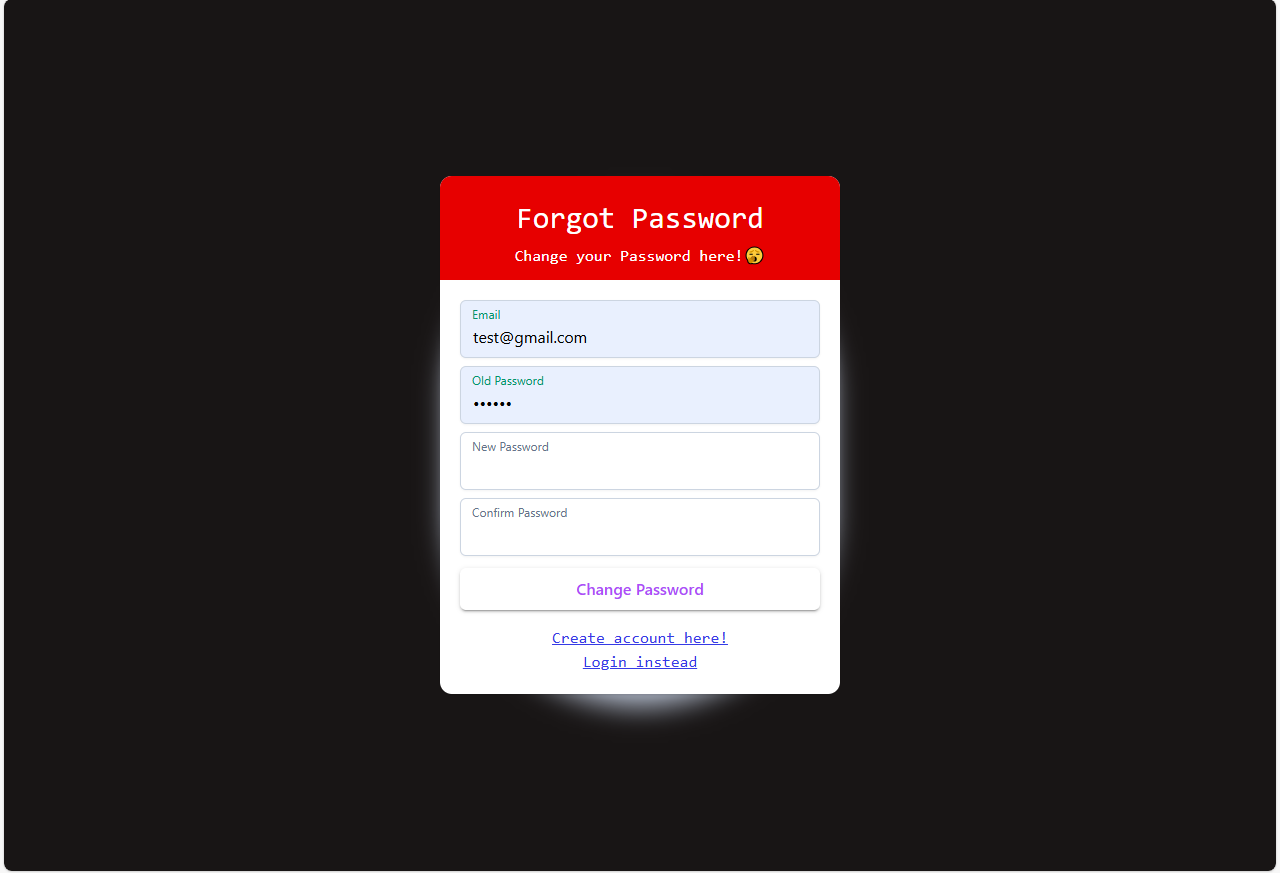 Forgot Password
Change your Password here!😪
Email
test@gmail.com
Old Password
••••••
New Password
Confirm Password
Change Password
Create account here!
Login instead